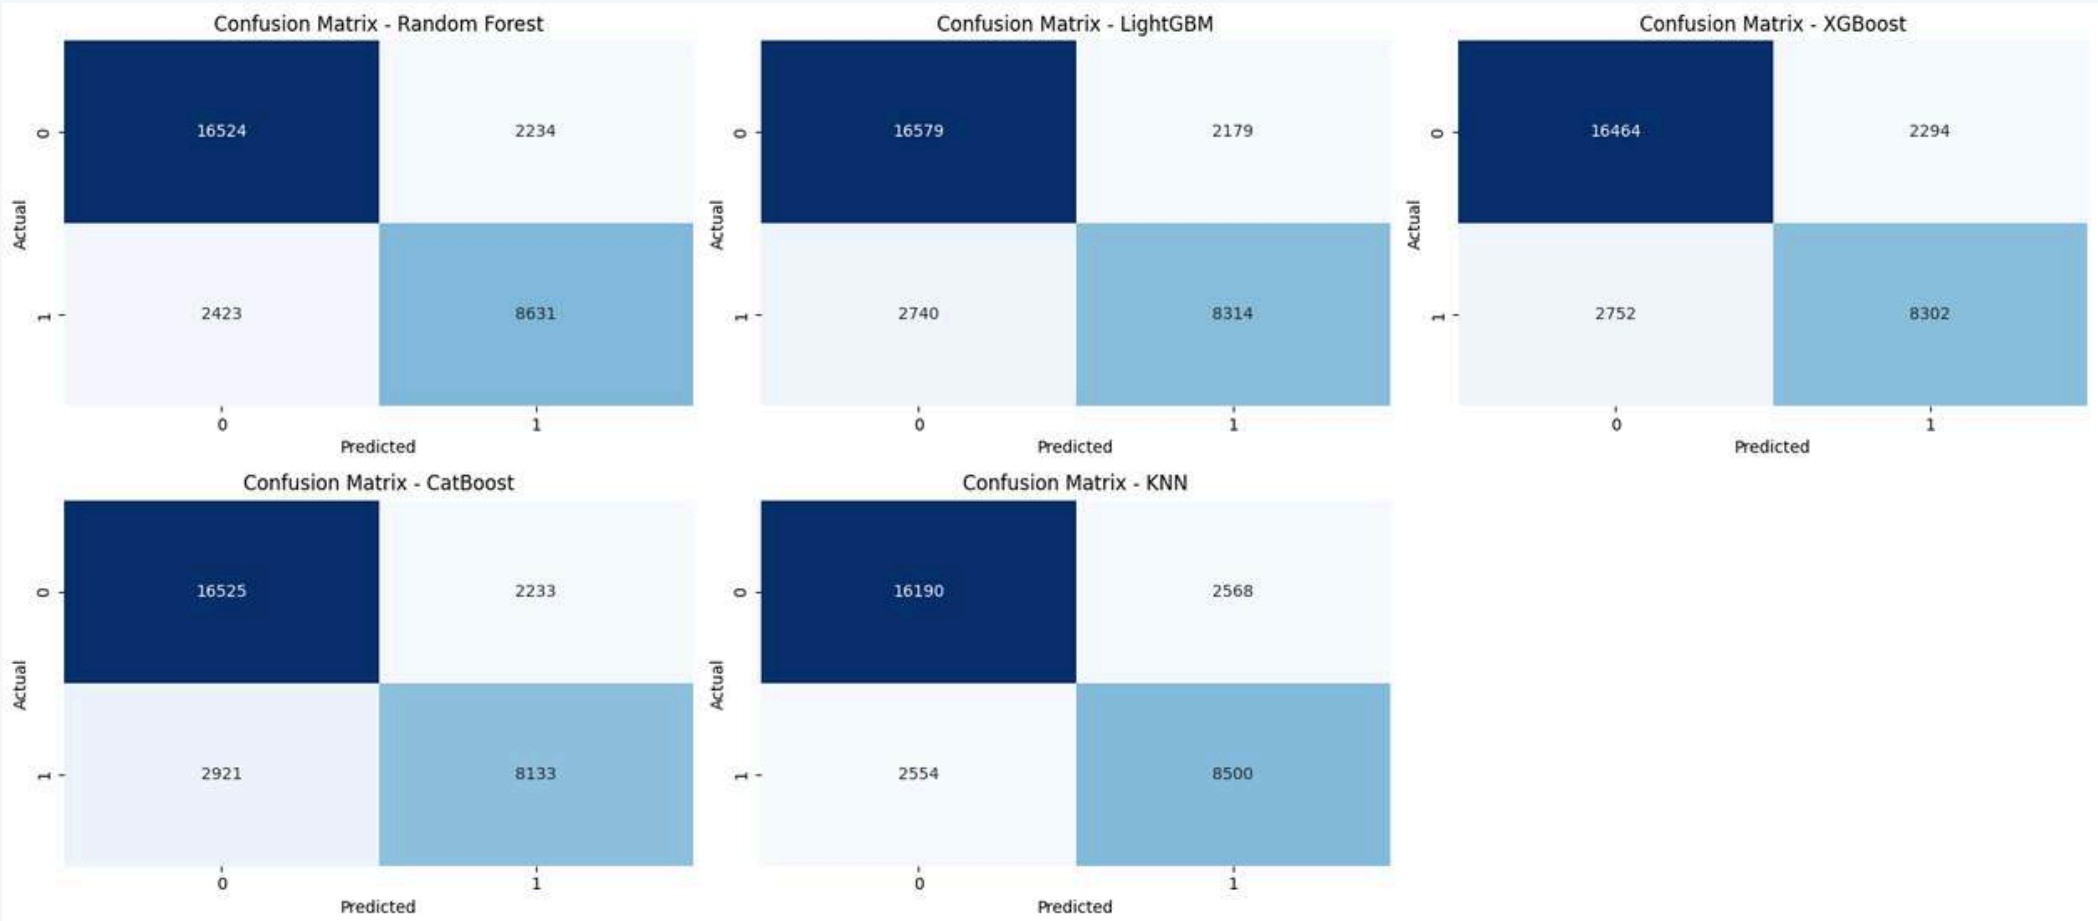 Confusion Matrix - Random Forest
0
16524
2234
Actual
1
2423
8631
0
1
Predicted
Confusion Matrix - LightGBM
0
16579
2179
Actual
1
2740
8314
0
1
Predicted
Confusion Matrix - XGBoost
0
16464
2294
Actual
1
2752
8302
0
1
Predicted
Confusion Matrix - CatBoost
0
16525
2233
Actual
1
2921
8133
0
1
Predicted
Confusion Matrix - KNN
0
16190
2568
Actual
1
2554
8500
0
1
Predicted